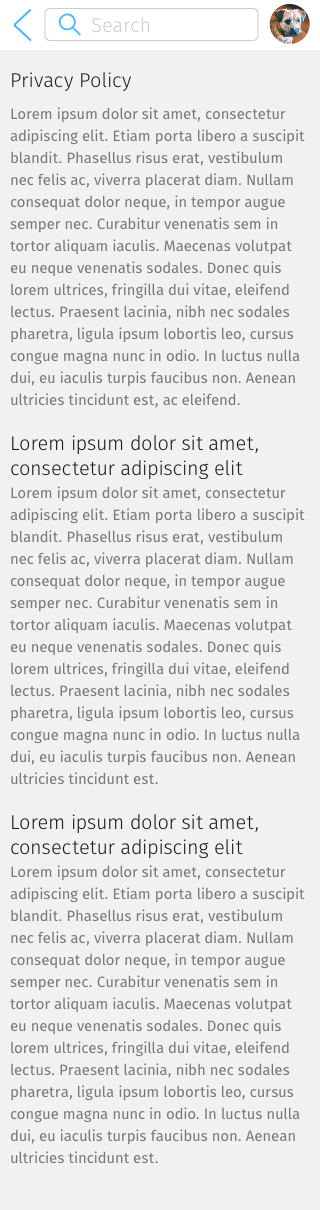 Search
Privacy Policy
Lorem ipsum dolor sit amet, consectetur
adipiscing elit. Etiam porta libero a suscipit
blandit. Phasellus risus erat, vestibulum
nec felis ac, viverra placerat diam. Nullam
consequat dolor neque, in tempor augue
semper nec. Curabitur venenatis sem in
tortor aliquam iaculis. Maecenas volutpat
eu neque venenatis sodales. Donec quis
lorem ultrices, fringilla dui vitae, eleifend
lectus. Praesent lacinia, nibh nec sodales
pharetra, ligula ipsum lobortis leo, cursus
congue magna nunc in odio. In luctus nulla
dui, eu iaculis turpis faucibus non. Aenean
ultricies tincidunt est, ac eleifend.
Lorem ipsum dolor sit amet,
consectetur adipiscing elit
Lorem ipsum dolor sit amet, consectetur
adipiscing elit. Etiam porta libero a suscipit
blandit. Phasellus risus erat, vestibulum
nec felis ac, viverra placerat diam. Nullam
consequat dolor neque, in tempor augue
semper nec. Curabitur venenatis sem in
tortor aliquam iaculis. Maecenas volutpat
eu neque venenatis sodales. Donec quis
lorem ultrices, fringilla dui vitae, eleifend
lectus. Praesent lacinia, nibh nec sodales
pharetra, ligula ipsum lobortis leo, cursus
congue magna nunc in odio. In luctus nulla
dui, eu iaculis turpis faucibus non. Aenean
ultricies tincidunt est.
Lorem ipsum dolor sit amet,
consectetur adipiscing elit
Lorem ipsum dolor sit amet, consectetur
adipiscing elit. Etiam porta libero a suscipit
blandit. Phasellus risus erat, vestibulum
nec felis ac, viverra placerat diam. Nullam
consequat dolor neque, in tempor augue
semper nec. Curabitur venenatis sem in
tortor aliquam iaculis. Maecenas volutpat
eu neque venenatis sodales. Donec quis
lorem ultrices, fringilla dui vitae, eleifend
lectus. Praesent lacinia, nibh nec sodales
pharetra, ligula ipsum lobortis leo, cursus
congue magna nunc in odio. In luctus nulla
dui, eu iaculis turpis faucibus non. Aenean
ultricies tincidunt est.